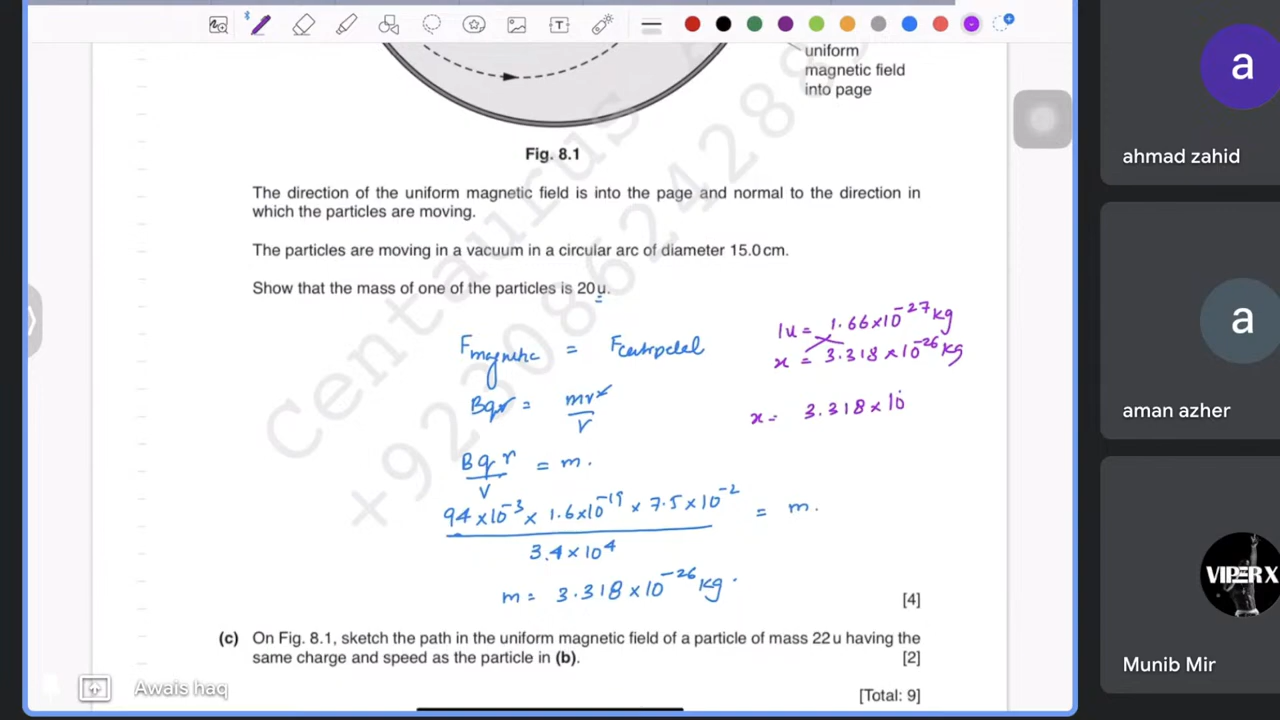 uniform
magnetic field
into page
Fig. 8.1
The direction of the uniform magnetic field is into the page and normal to the direction in
which the particles are moving.
The particles are moving in a vacuum in a circular arc of diameter 15.0 cm.
Show that the mass of one of the particles is 20u.
1u = 1.66×10⁻²⁷ kg
x = 3.318×10⁻²⁶ kg
Fmagnetic = Fcentripetal
x = 3.318×10
Bqv = mv²/r
Bqr/v = m.
94×10⁻³ × 1.6×10⁻¹⁹ × 7.5×10⁻² = m.
3.4×10⁴
m = 3.318×10⁻²⁶ kg.
[4]
(c) On Fig. 8.1, sketch the path in the uniform magnetic field of a particle of mass 22u having the
same charge and speed as the particle in (b). [2]
[Total: 9]
Centaurus
+923086242888
T
Awais haq
a
ahmad zahid
a
aman azher
VIPER X
Munib Mir